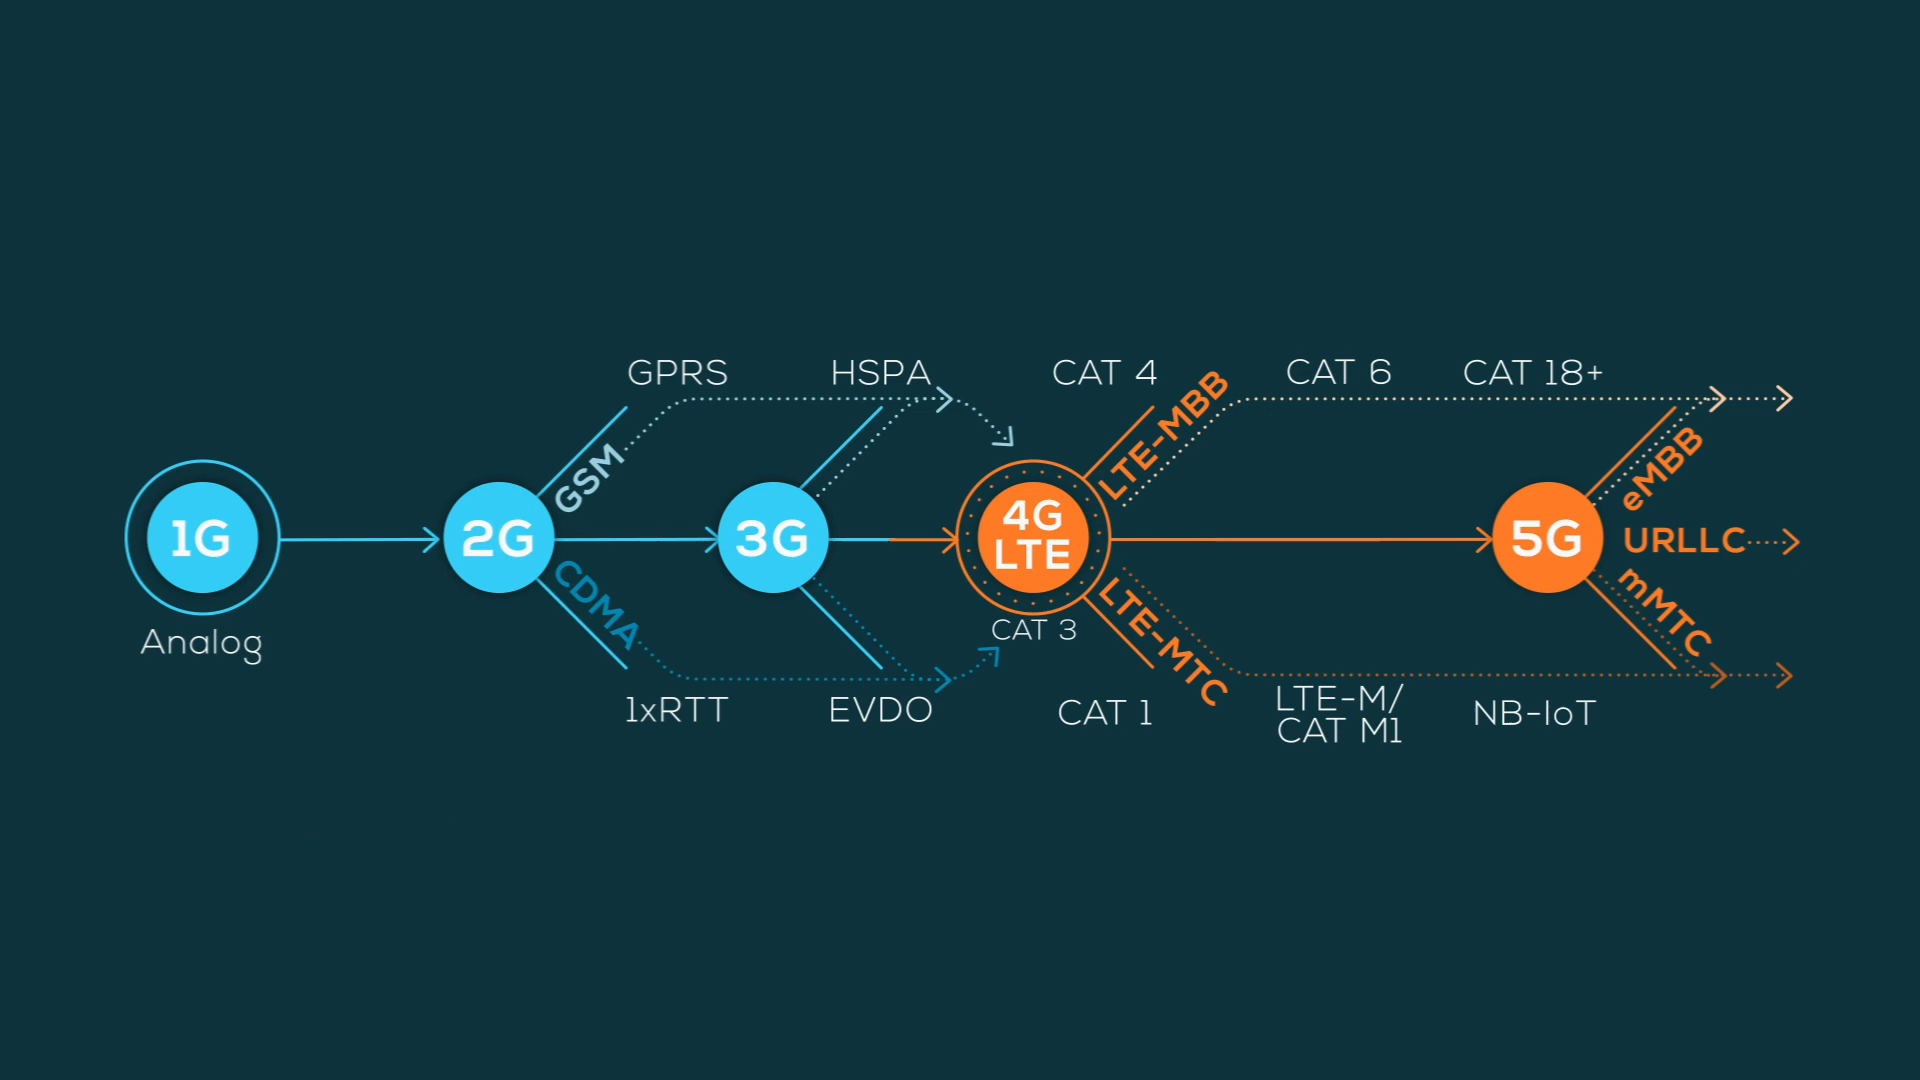 GPRS
HSPA
CAT 4
CAT 6
CAT 18+
GSM
LTE-MBB
eMBB
1G
2G
3G
4G
LTE
5G
URLLC
CDMA
LTE-MTC
mMTC
Analog
CAT 3
1xRTT
EVDO
CAT 1
LTE-M/
CAT M1
NB-IoT